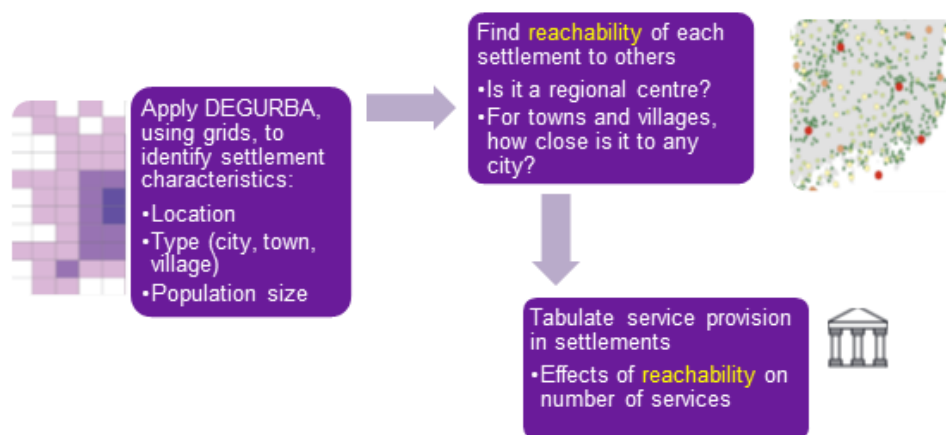 Apply DEGURBA,
using grids, to
identify settlement
characteristics:
•Location
•Type (city, town,
village)
•Population size
Find reachability of each
settlement to others
•Is it a regional centre?
•For towns and villages,
how close is it to any
city?
Tabulate service provision
in settlements
•Effects of reachability on
number of services